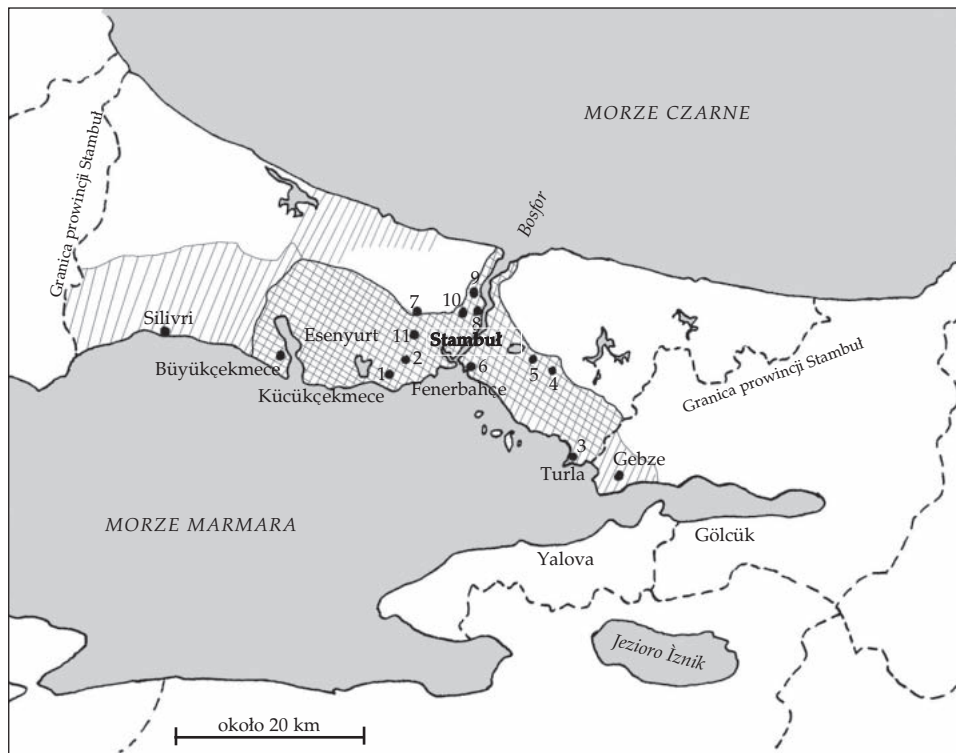 MORZE CZARNE
Granica prowincji Stambuł
Bosfor
9
7
10
8
Silivri
Esenyurt
11
Stambuł
Büyükçekmece
2
5
Granica prowincji Stambuł
1
6
4
Kücükçekmece
Fenerbahçe
3
Turla
Gebze
MORZE MARMARA
Gölcük
Yalova
Jezioro Ìznik
około 20 km